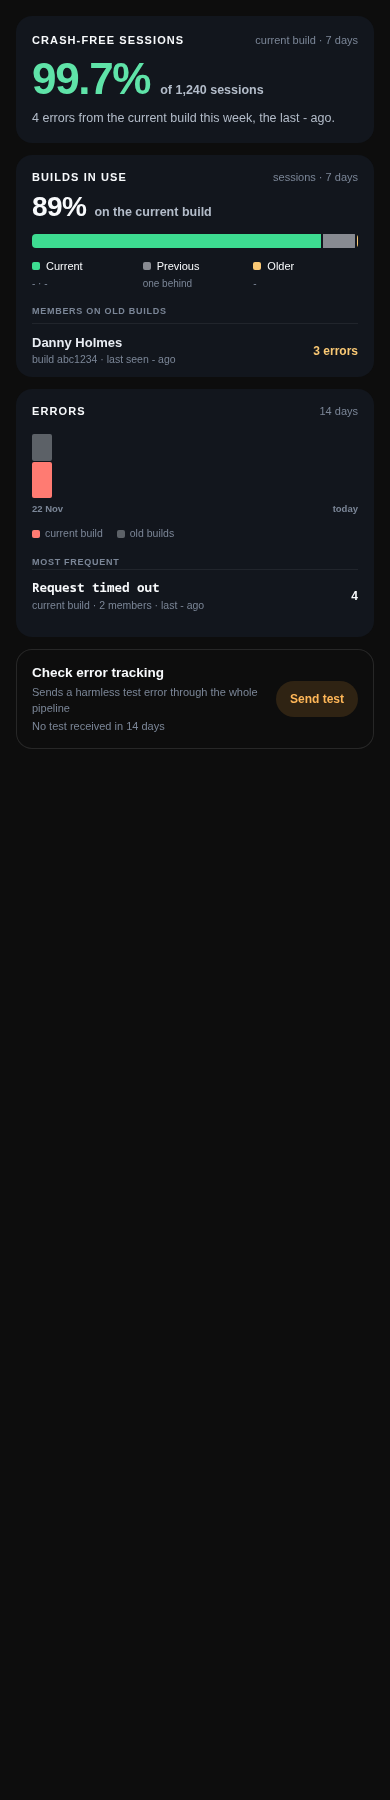 CRASH-FREE SESSIONS current build · 7 days
99.7% of 1,240 sessions
4 errors from the current build this week, the last - ago.
BUILDS IN USE sessions · 7 days
89% on the current build
Current Previous Older
- · - one behind -
MEMBERS ON OLD BUILDS
Danny Holmes
build abc1234 · last seen - ago
3 errors
ERRORS 14 days
22 Nov today
current build old builds
MOST FREQUENT
Request timed out
current build · 2 members · last - ago
4
Check error tracking
Sends a harmless test error through the whole
pipeline
No test received in 14 days
Send test